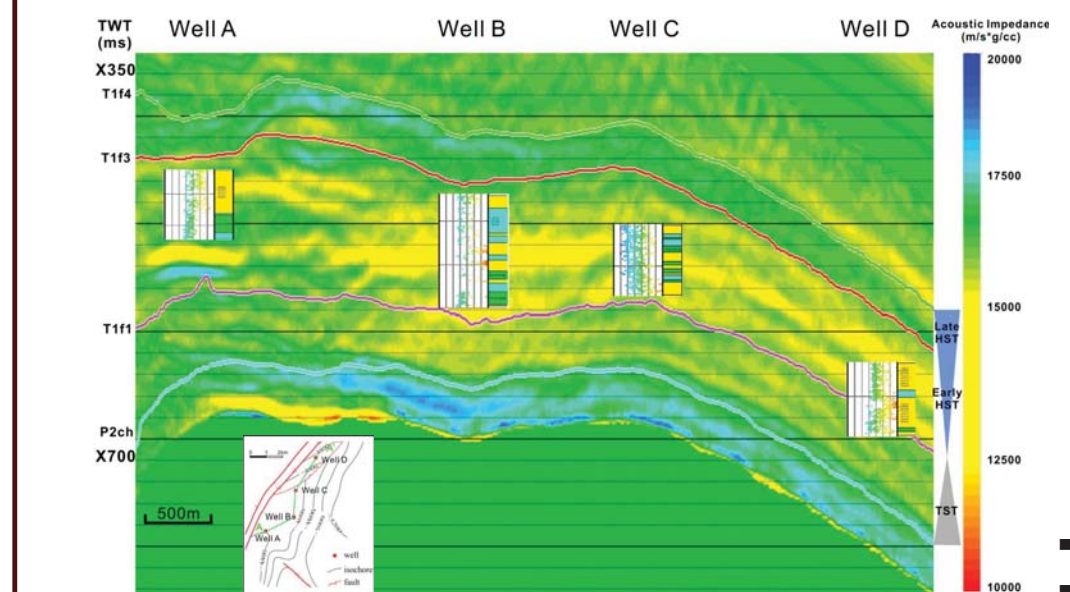 TWT
(ms)
Well A
Well B
Well C
Well D
Acoustic Impedance
(m/s*g/cc)
X350
T1f4
T1f3
T1f1
P2ch
X700
20000
17500
15000
12500
10000
Late
HST
Early
HST
TST
500m
Well D
Well C
Well B
Well A
well
isochore
fault